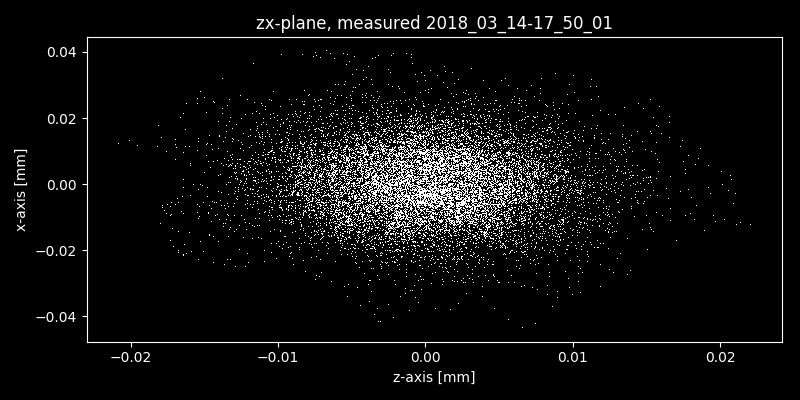 zx-plane, measured 2018_03_14-17_50_01
0.04
0.02
0.00
−0.02
−0.04
x-axis [mm]
−0.02 −0.01 0.00 0.01 0.02
z-axis [mm]